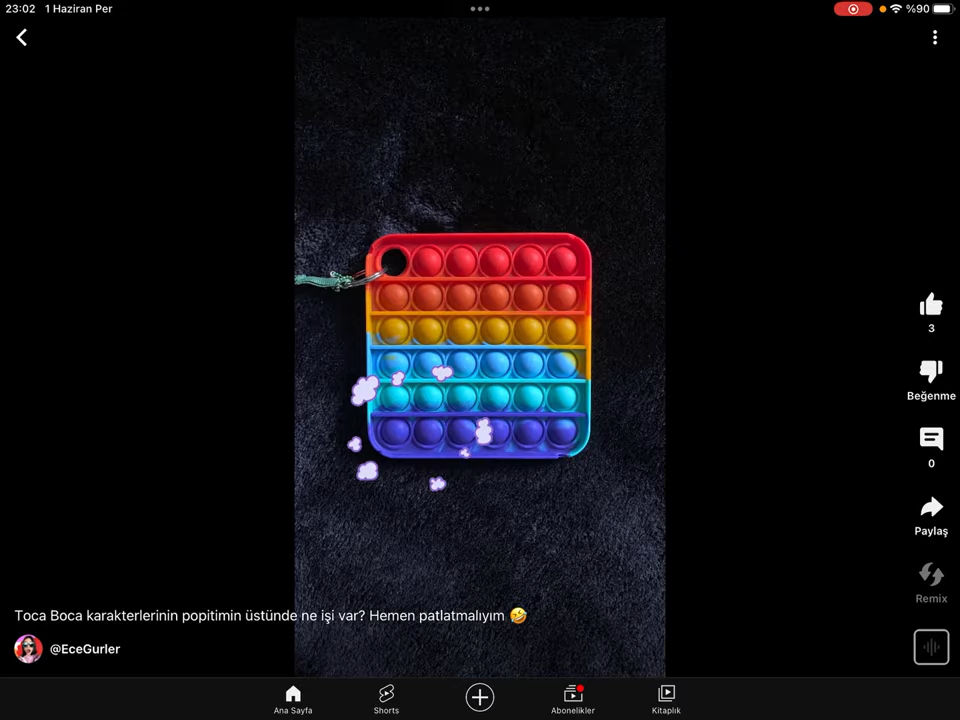 23:02 1 Haziran Per
%90
3
Beğenme
0
Paylaş
Remix
Toca Boca karakterlerinin popitimin üstünde ne işi var? Hemen patlatmalıyım 🤣
@EceGurler
Ana Sayfa
Shorts
Abonelikler
Kitaplık